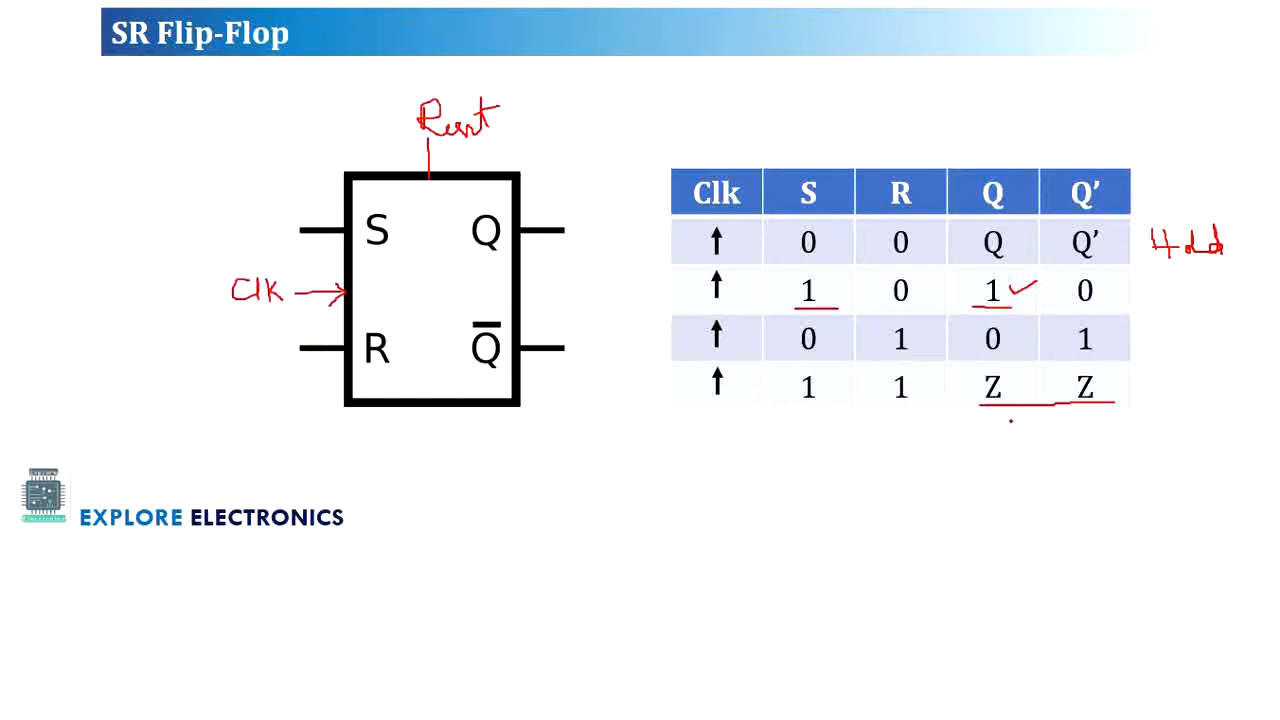 SR Flip-Flop
Reset
S Q
Clk
R Q̅
Clk S R Q Q’
↑ 0 0 Q Q’ Hold
↑ 1 0 1 ✓ 0
↑ 0 1 0 1
↑ 1 1 Z Z
EXPLORE ELECTRONICS